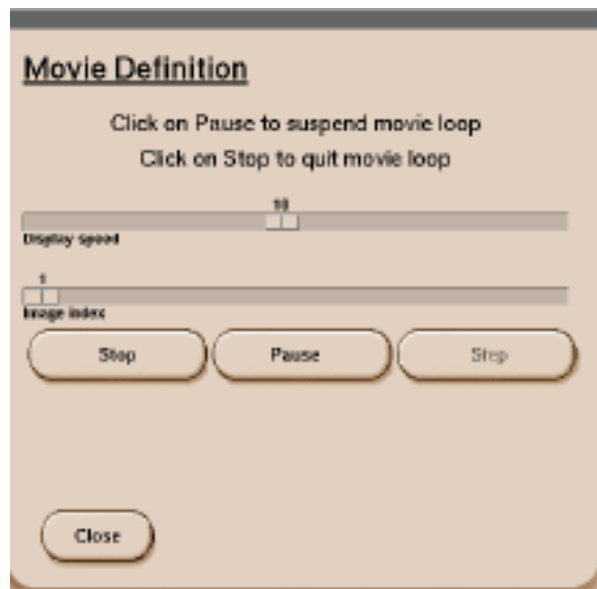 Movie Definition
Click on Pause to suspend movie loop
Click on Stop to quit movie loop
10
Display speed
1
Image index
Stop Pause Step
Close